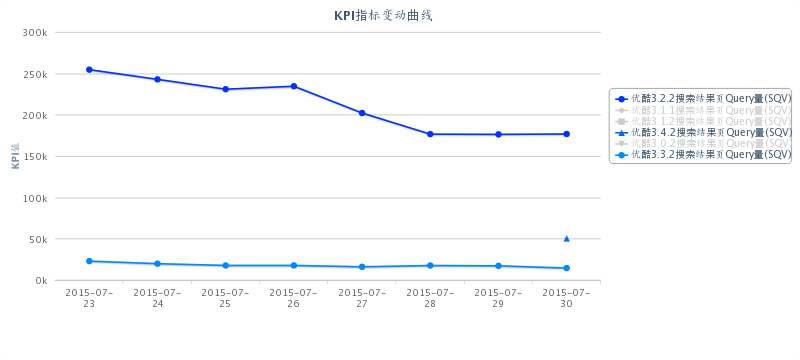 KPI指标变动曲线
300k
250k
200k
150k
100k
50k
0k
KPI值
2015-07-23
2015-07-24
2015-07-25
2015-07-26
2015-07-27
2015-07-28
2015-07-29
2015-07-30
优酷3.2.2搜索结果页Query量(SQV)
优酷3.1.1搜索结果页Query量(SQV)
优酷3.1.2搜索结果页Query量(SQV)
优酷3.4.2搜索结果页Query量(SQV)
优酷3.0.2搜索结果页Query量(SQV)
优酷3.3.2搜索结果页Query量(SQV)